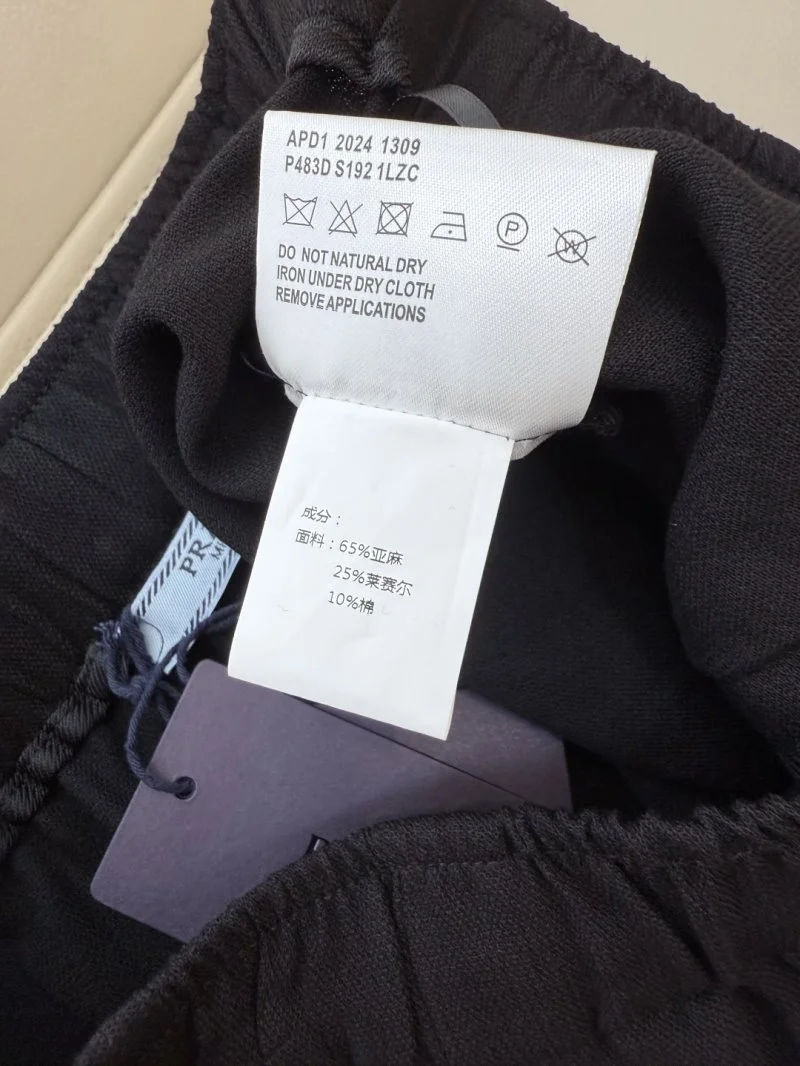 APD1 2024 1309
P483D S192 1LZC
P
W
DO NOT NATURAL DRY
IRON UNDER DRY CLOTH
REMOVE APPLICATIONS
成分：
面料：65%亚麻
25%莱赛尔
10%棉
PR
M